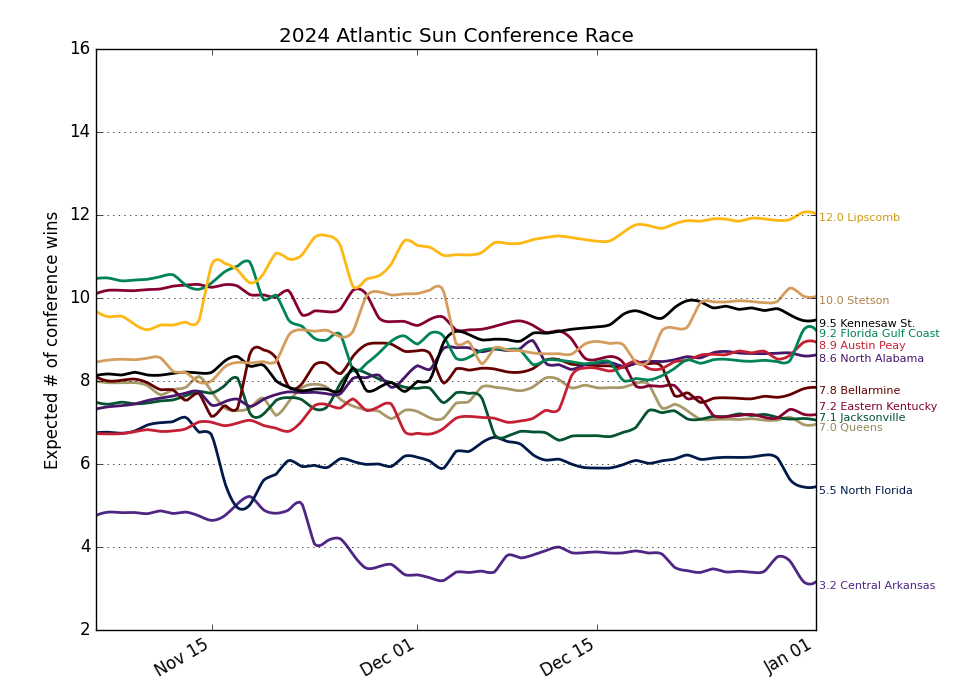 2024 Atlantic Sun Conference Race
Expected # of conference wins
16
14
12
10
8
6
4
2
Nov 15
Dec 01
Dec 15
Jan 01
12.0 Lipscomb
10.0 Stetson
9.5 Kennesaw St.
9.2 Florida Gulf Coast
8.9 Austin Peay
8.6 North Alabama
7.8 Bellarmine
7.2 Eastern Kentucky
7.1 Jacksonville
7.0 Queens
5.5 North Florida
3.2 Central Arkansas